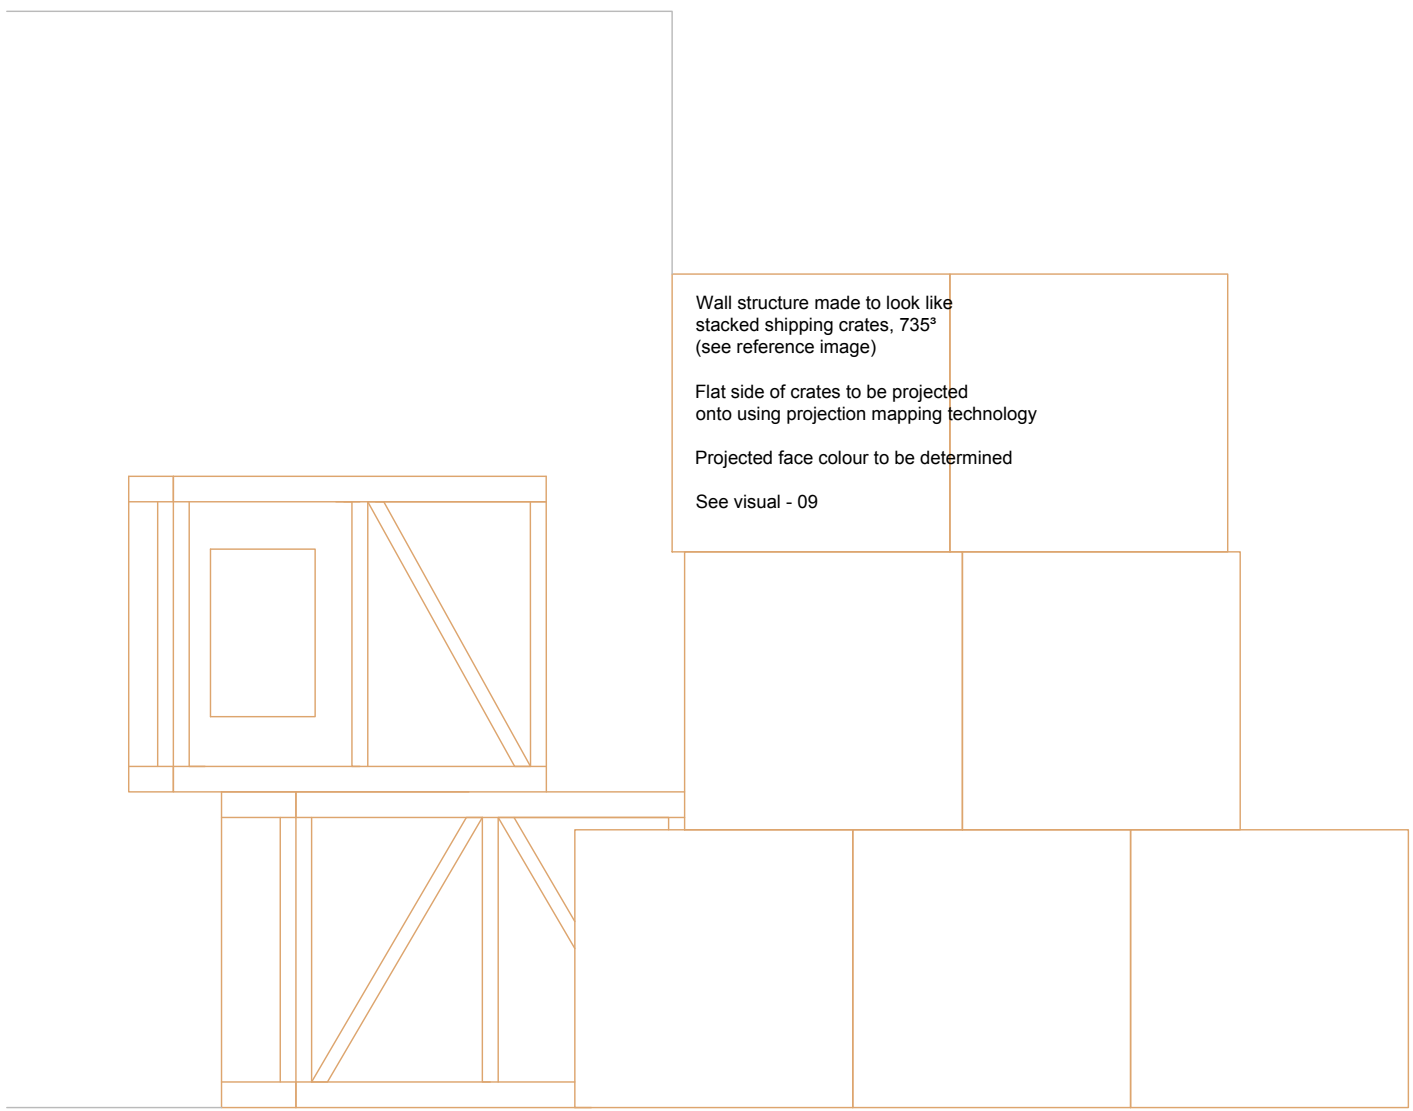 Wall structure made to look like
stacked shipping crates, 735³
(see reference image)
Flat side of crates to be projected
onto using projection mapping technology
Projected face colour to be determined
See visual - 09